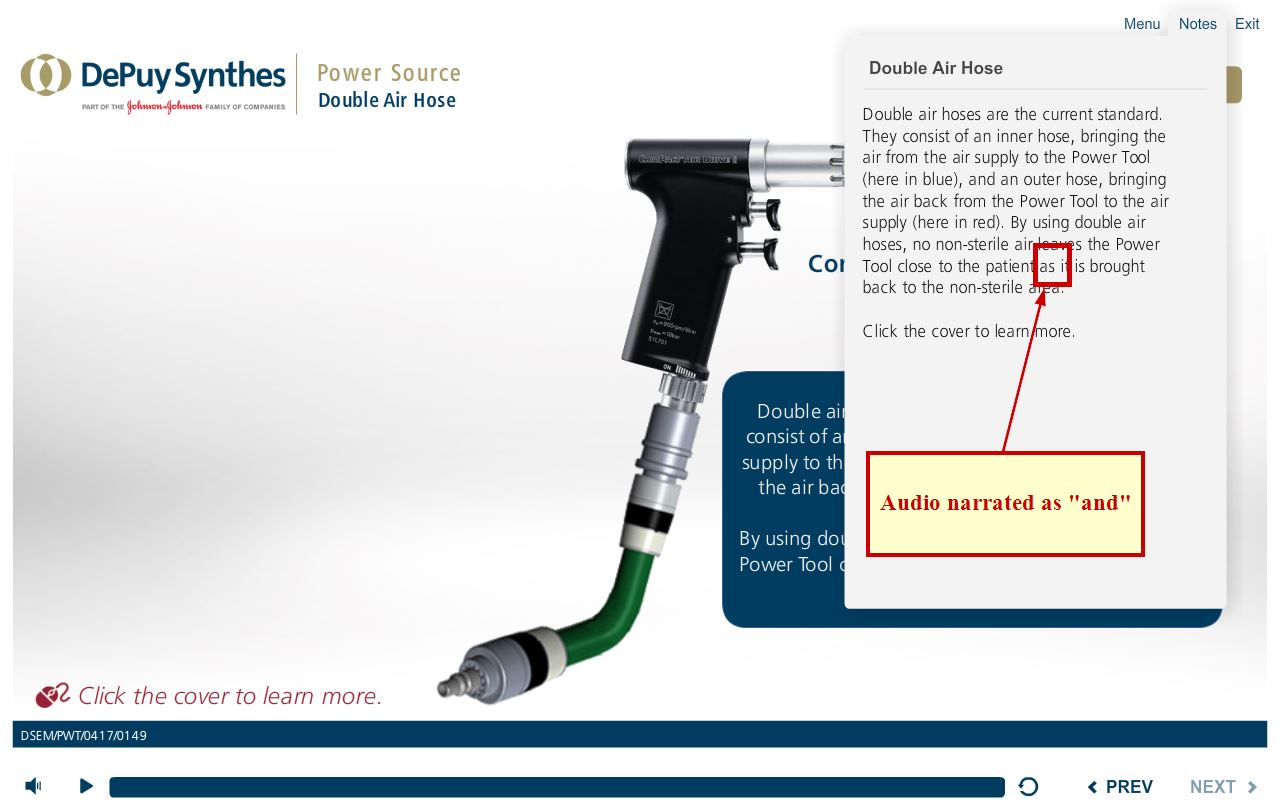 Menu Notes Exit
DePuy Synthes
PART OF THE Johnson & Johnson FAMILY OF COMPANIES
Power Source
Double Air Hose
Double Air Hose
Double air hoses are the current standard.
They consist of an inner hose, bringing the
air from the air supply to the Power Tool
(here in blue), and an outer hose, bringing
the air back from the Power Tool to the air
supply (here in red). By using double air
hoses, no non-sterile air leaves the Power
Tool close to the patient as it is brought
back to the non-sterile area.
Click the cover to learn more.
Audio narrated as "and"
COMPACT AIR DRIVE II
ON
Double air
consist of
supply to th
the air bac
By using dou
Power Tool
Click the cover to learn more.
DSEM/PWT/0417/0149
PREV NEXT